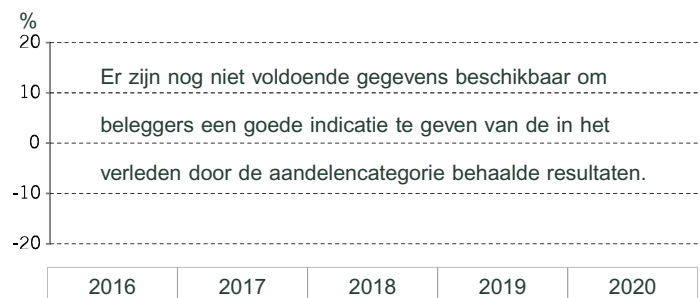 %
20
Er zijn nog niet voldoende gegevens beschikbaar om
10
beleggers een goede indicatie te geven van de in het
0
verleden door de aandelencategorie behaalde resultaten.
-10
-20
2016 2017 2018 2019 2020